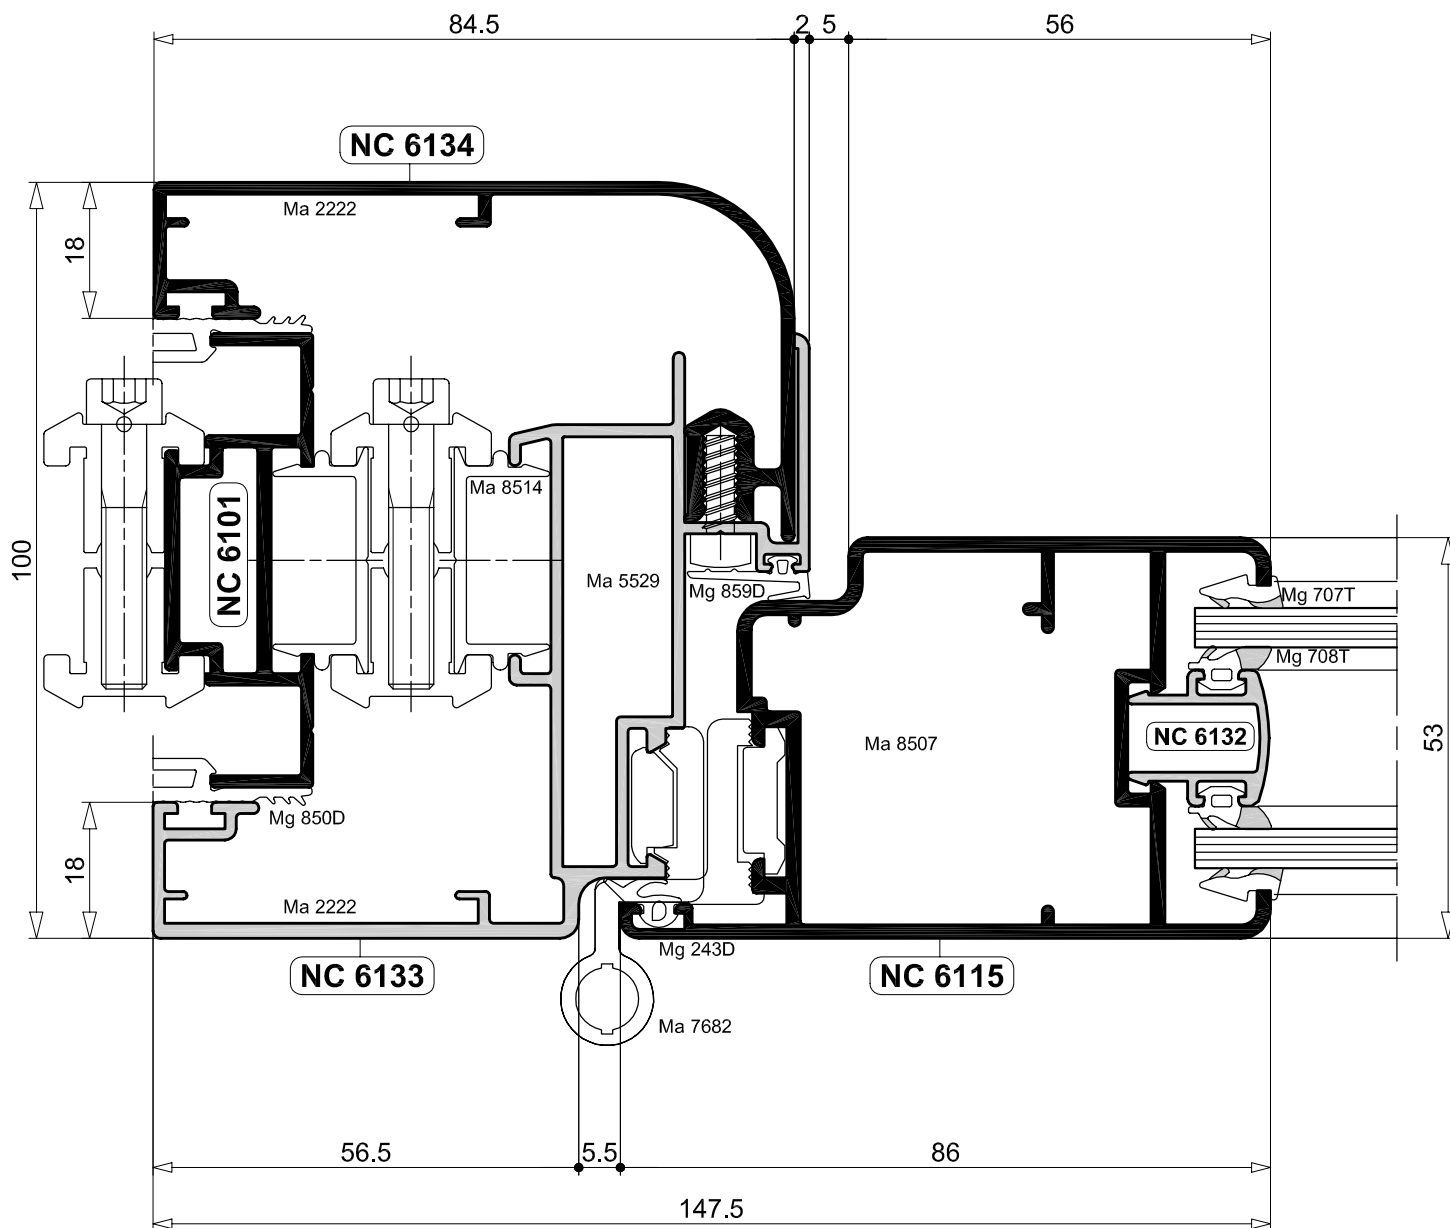 84.5
2
5
56
NC 6134
Ma 2222
18
100
Ma 8514
NC 6101
Ma 5529
Mg 859D
Mg 707T
Mg 708T
NC 6132
53
Ma 8507
Mg 850D
18
Ma 2222
Mg 243D
NC 6133
NC 6115
Ma 7682
56.5
5.5
86
147.5